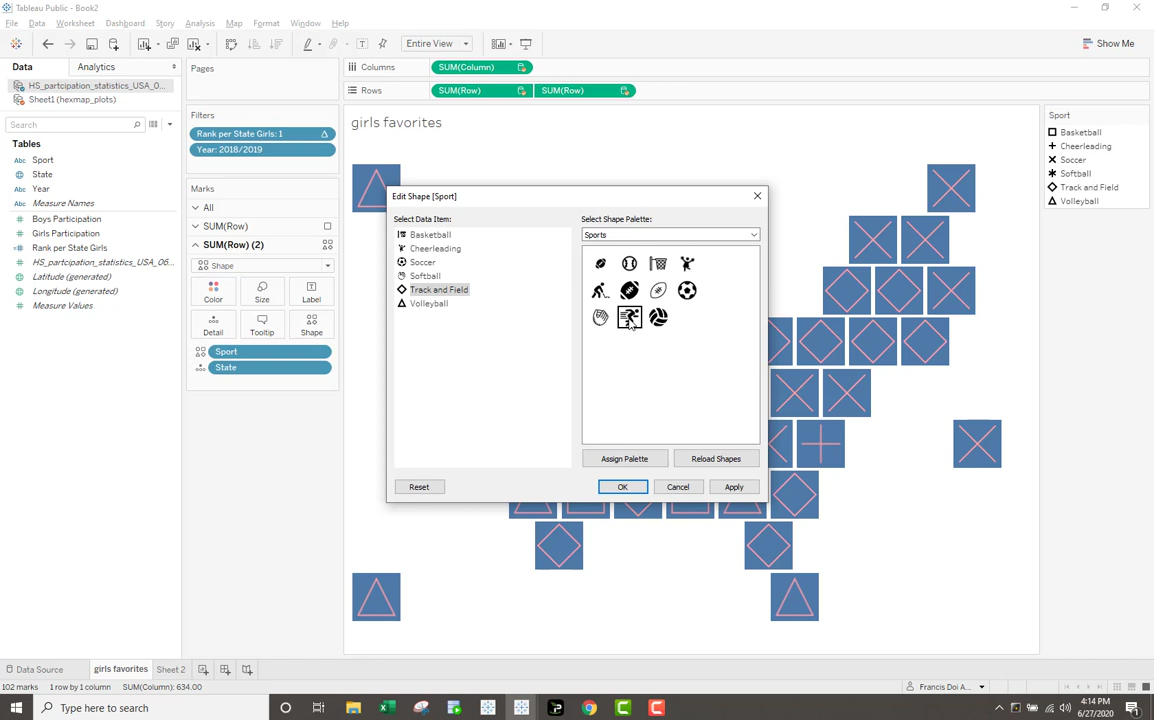 Tableau Public - Book2
File Data Worksheet Dashboard Story Analysis Map Format Window Help
Entire View
Show Me
Data Analytics
Pages
Columns SUM(Column)
HS_partcipation_statistics_USA_0...
Sheet1 (hexmap_plots)
Rows SUM(Row) SUM(Row)
Search
Filters
girls favorites
Sport
Tables
Rank per State Girls: 1
Basketball
Abc Sport
Year: 2018/2019
Cheerleading
State
Soccer
Abc Year
Marks
Softball
Abc Measure Names
All
Track and Field
Boys Participation
SUM(Row)
Volleyball
Girls Participation
SUM(Row) (2)
Rank per State Girls
Shape
HS_partcipation_statistics_USA_06...
Latitude (generated)
Longitude (generated)
Measure Values
Color Size Label
Detail Tooltip Shape
Sport
State
Edit Shape [Sport]
Select Data Item: Select Shape Palette:
Basketball Sports
Cheerleading
Soccer
Softball
Track and Field
Volleyball
Assign Palette Reload Shapes
Reset OK Cancel Apply
Data Source girls favorites Sheet 2
102 marks 1 row by 1 column SUM(Column): 634.00
Francis Doi A...
Type here to search
4:14 PM
6/27/2020